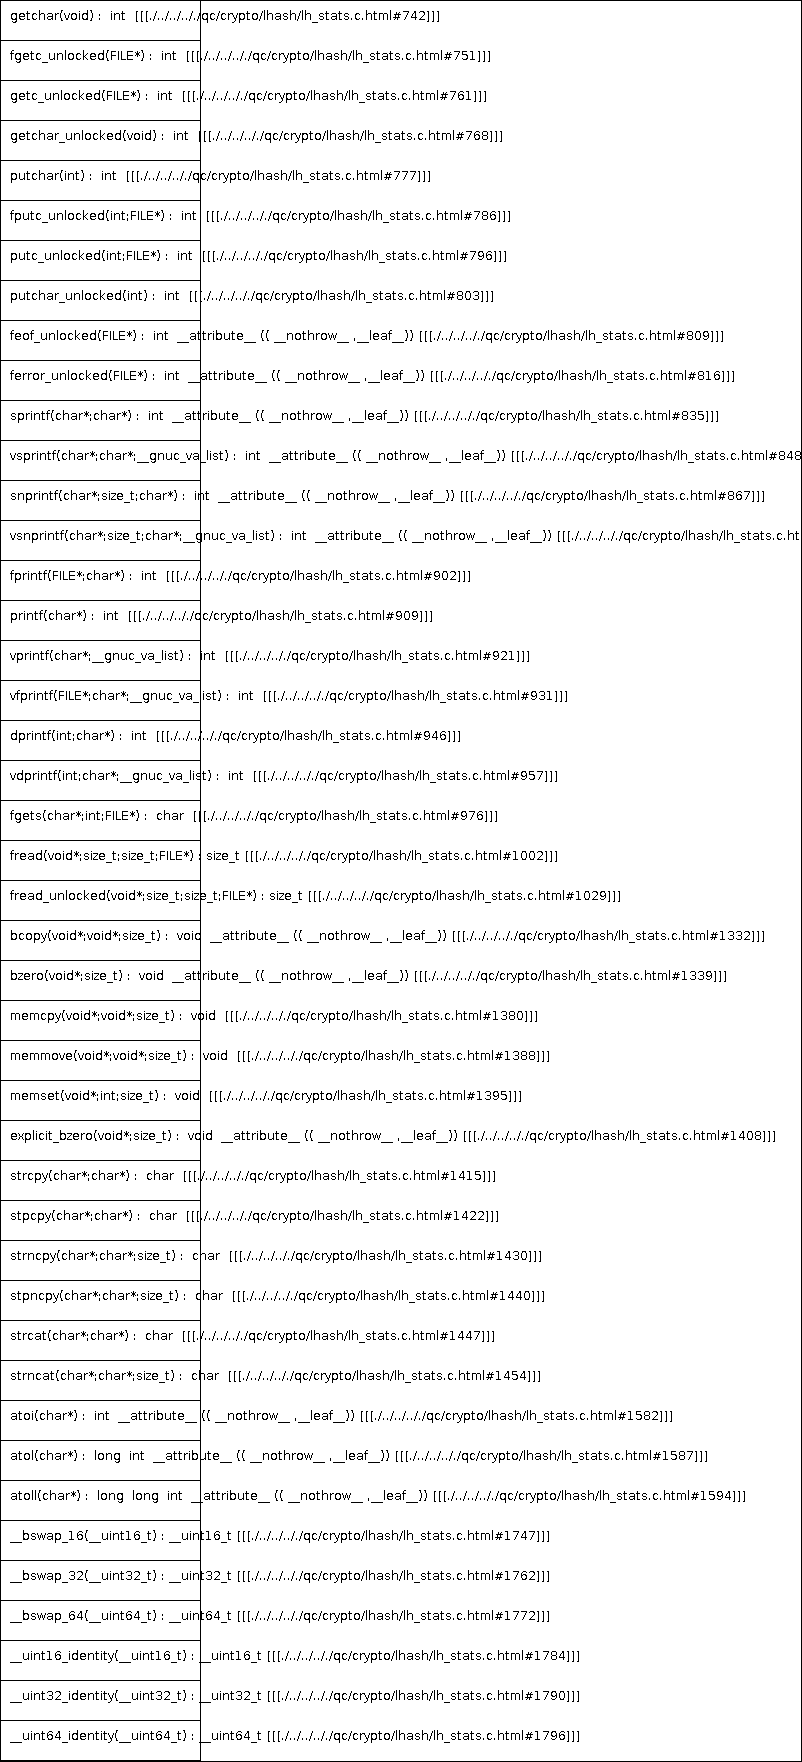 getchar(void) :  int  [[[./../../../../qc/crypto/lhash/lh_stats.c.html#742]]]
fgetc_unlocked(FILE*) :  int  [[[./../../../../qc/crypto/lhash/lh_stats.c.html#751]]]
getc_unlocked(FILE*) :  int  [[[./../../../../qc/crypto/lhash/lh_stats.c.html#761]]]
getchar_unlocked(void) :  int  [[[./../../../../qc/crypto/lhash/lh_stats.c.html#768]]]
putchar(int) :  int  [[[./../../../../qc/crypto/lhash/lh_stats.c.html#777]]]
fputc_unlocked(int;FILE*) :  int  [[[./../../../../qc/crypto/lhash/lh_stats.c.html#786]]]
putc_unlocked(int;FILE*) :  int  [[[./../../../../qc/crypto/lhash/lh_stats.c.html#796]]]
putchar_unlocked(int) :  int  [[[./../../../../qc/crypto/lhash/lh_stats.c.html#803]]]
feof_unlocked(FILE*) :  int  __attribute__ (( __nothrow__ ,__leaf__)) [[[./../../../../qc/crypto/lhash/lh_stats.c.html#809]]]
ferror_unlocked(FILE*) :  int  __attribute__ (( __nothrow__ ,__leaf__)) [[[./../../../../qc/crypto/lhash/lh_stats.c.html#816]]]
sprintf(char*;char*) :  int  __attribute__ (( __nothrow__ ,__leaf__)) [[[./../../../../qc/crypto/lhash/lh_stats.c.html#835]]]
vsprintf(char*;char*;__gnuc_va_list) :  int  __attribute__ (( __nothrow__ ,__leaf__)) [[[./../../../../qc/crypto/lhash/lh_stats.c.html#848
snprintf(char*;size_t;char*) :  int  __attribute__ (( __nothrow__ ,__leaf__)) [[[./../../../../qc/crypto/lhash/lh_stats.c.html#867]]]
vsnprintf(char*;size_t;char*;__gnuc_va_list) :  int  __attribute__ (( __nothrow__ ,__leaf__)) [[[./../../../../qc/crypto/lhash/lh_stats.c.ht
fprintf(FILE*;char*) :  int  [[[./../../../../qc/crypto/lhash/lh_stats.c.html#902]]]
printf(char*) :  int  [[[./../../../../qc/crypto/lhash/lh_stats.c.html#909]]]
vprintf(char*;__gnuc_va_list) :  int  [[[./../../../../qc/crypto/lhash/lh_stats.c.html#921]]]
vfprintf(FILE*;char*;__gnuc_va_list) :  int  [[[./../../../../qc/crypto/lhash/lh_stats.c.html#931]]]
dprintf(int;char*) :  int  [[[./../../../../qc/crypto/lhash/lh_stats.c.html#946]]]
vdprintf(int;char*;__gnuc_va_list) :  int  [[[./../../../../qc/crypto/lhash/lh_stats.c.html#957]]]
fgets(char*;int;FILE*) :  char  [[[./../../../../qc/crypto/lhash/lh_stats.c.html#976]]]
fread(void*;size_t;size_t;FILE*) : size_t [[[./../../../../qc/crypto/lhash/lh_stats.c.html#1002]]]
fread_unlocked(void*;size_t;size_t;FILE*) : size_t [[[./../../../../qc/crypto/lhash/lh_stats.c.html#1029]]]
bcopy(void*;void*;size_t) :  void  __attribute__ (( __nothrow__ ,__leaf__)) [[[./../../../../qc/crypto/lhash/lh_stats.c.html#1332]]]
bzero(void*;size_t) :  void  __attribute__ (( __nothrow__ ,__leaf__)) [[[./../../../../qc/crypto/lhash/lh_stats.c.html#1339]]]
memcpy(void*;void*;size_t) :  void  [[[./../../../../qc/crypto/lhash/lh_stats.c.html#1380]]]
memmove(void*;void*;size_t) :  void  [[[./../../../../qc/crypto/lhash/lh_stats.c.html#1388]]]
memset(void*;int;size_t) :  void  [[[./../../../../qc/crypto/lhash/lh_stats.c.html#1395]]]
explicit_bzero(void*;size_t) :  void  __attribute__ (( __nothrow__ ,__leaf__)) [[[./../../../../qc/crypto/lhash/lh_stats.c.html#1408]]]
strcpy(char*;char*) :  char  [[[./../../../../qc/crypto/lhash/lh_stats.c.html#1415]]]
stpcpy(char*;char*) :  char  [[[./../../../../qc/crypto/lhash/lh_stats.c.html#1422]]]
strncpy(char*;char*;size_t) :  char  [[[./../../../../qc/crypto/lhash/lh_stats.c.html#1430]]]
stpncpy(char*;char*;size_t) :  char  [[[./../../../../qc/crypto/lhash/lh_stats.c.html#1440]]]
strcat(char*;char*) :  char  [[[./../../../../qc/crypto/lhash/lh_stats.c.html#1447]]]
strncat(char*;char*;size_t) :  char  [[[./../../../../qc/crypto/lhash/lh_stats.c.html#1454]]]
atoi(char*) :  int  __attribute__ (( __nothrow__ ,__leaf__)) [[[./../../../../qc/crypto/lhash/lh_stats.c.html#1582]]]
atol(char*) :  long  int  __attribute__ (( __nothrow__ ,__leaf__)) [[[./../../../../qc/crypto/lhash/lh_stats.c.html#1587]]]
atoll(char*) :  long  long  int  __attribute__ (( __nothrow__ ,__leaf__)) [[[./../../../../qc/crypto/lhash/lh_stats.c.html#1594]]]
__bswap_16(__uint16_t) : __uint16_t [[[./../../../../qc/crypto/lhash/lh_stats.c.html#1747]]]
__bswap_32(__uint32_t) : __uint32_t [[[./../../../../qc/crypto/lhash/lh_stats.c.html#1762]]]
__bswap_64(__uint64_t) : __uint64_t [[[./../../../../qc/crypto/lhash/lh_stats.c.html#1772]]]
__uint16_identity(__uint16_t) : __uint16_t [[[./../../../../qc/crypto/lhash/lh_stats.c.html#1784]]]
__uint32_identity(__uint32_t) : __uint32_t [[[./../../../../qc/crypto/lhash/lh_stats.c.html#1790]]]
__uint64_identity(__uint64_t) : __uint64_t [[[./../../../../qc/crypto/lhash/lh_stats.c.html#1796]]]